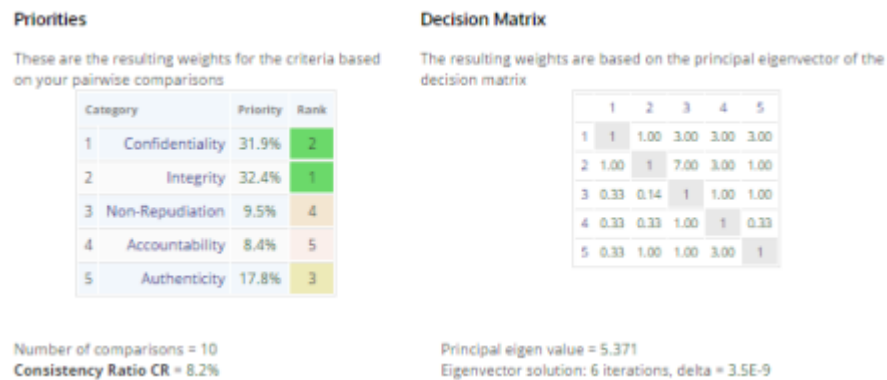 Priorities
These are the resulting weights for the criteria based
on your pairwise comparisons
Category Priority Rank
1 Confidentiality 31.9% 2
2 Integrity 32.4% 1
3 Non-Repudiation 9.5% 4
4 Accountability 8.4% 5
5 Authenticity 17.8% 3
Number of comparisons = 10
Consistency Ratio CR = 8.2%
Decision Matrix
The resulting weights are based on the principal eigenvector of the
decision matrix
1 2 3 4 5
1 1 1.00 3.00 3.00 3.00
2 1.00 1 7.00 3.00 1.00
3 0.33 0.14 1 1.00 1.00
4 0.33 0.33 1.00 1 0.33
5 0.33 1.00 1.00 3.00 1
Principal eigen value = 5.371
Eigenvector solution: 6 iterations, delta = 3.5E-9